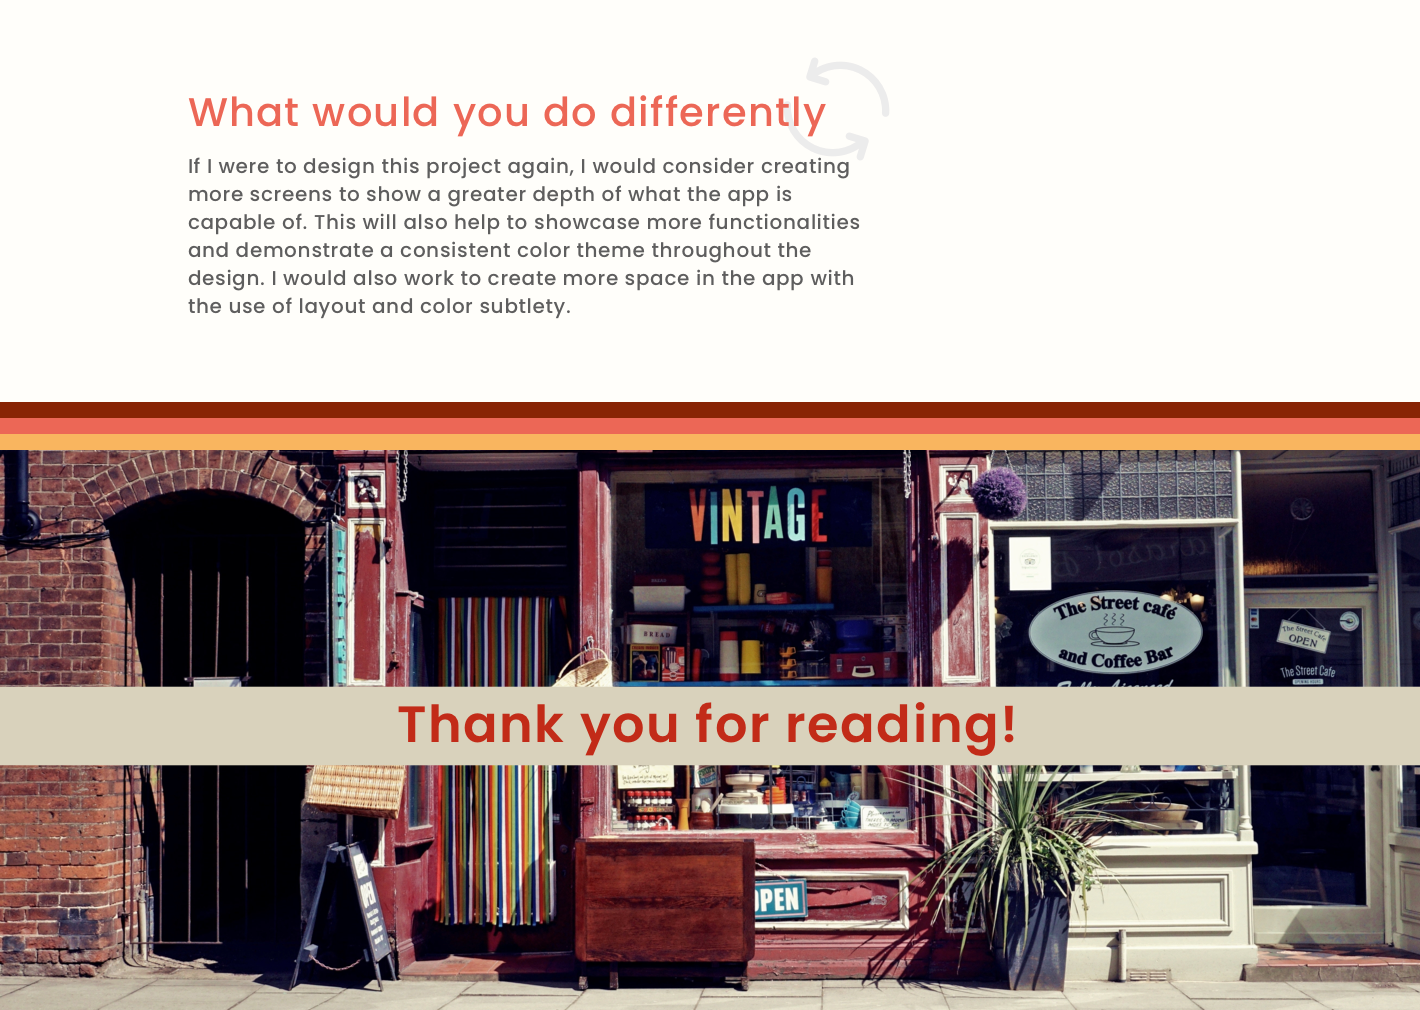 What would you do differently
If I were to design this project again, I would consider creating
more screens to show a greater depth of what the app is
capable of. This will also help to showcase more functionalities
and demonstrate a consistent color theme throughout the
design. I would also work to create more space in the app with
the use of layout and color subtlety.
VINTAGE
BREAD
The Street café
and Coffee Bar
The Street Cafe
OPEN
The Street Cafe
Thank you for reading!
OPEN
OPEN